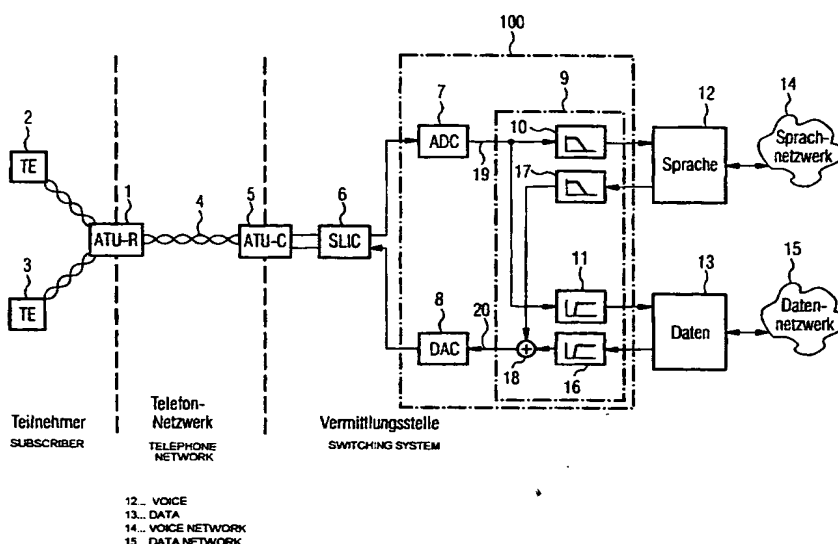 100
2
TE
3
TE
1
ATU-R
4
5
ATU-C
6
SLIC
7
ADC
19
8
DAC
20
9
10
17
11
18
16
12
Sprache
13
Daten
14
Sprach-
netzwerk
15
Daten-
netzwerk
Teilnehmer
SUBSCRIBER
Telefon-
Netzwerk
TELEPHONE
NETWORK
Vermittlungsstelle
SWITCHING SYSTEM
12... VOICE
13... DATA
14... VOICE NETWORK
15... DATA NETWORK